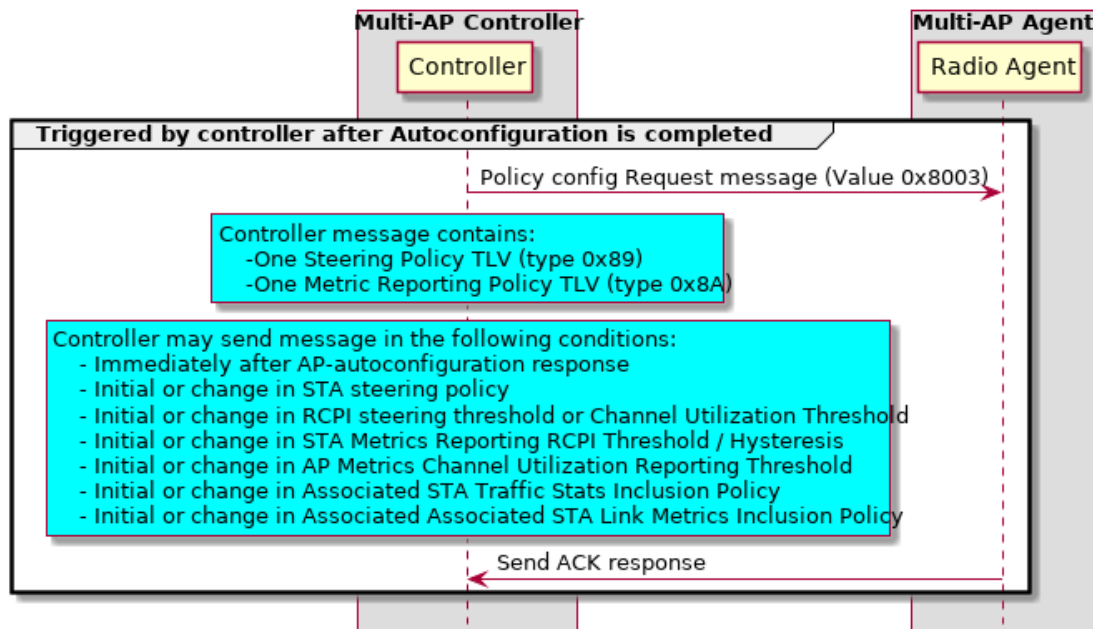 Multi-AP Controller
Multi-AP Agent
Controller
Radio Agent
Triggered by controller after Autoconfiguration is completed
Policy config Request message (Value 0x8003)
Controller message contains:
-One Steering Policy TLV (type 0x89)
-One Metric Reporting Policy TLV (type 0x8A)
Controller may send message in the following conditions:
- Immediately after AP-autoconfiguration response
- Initial or change in STA steering policy
- Initial or change in RCPI steering threshold or Channel Utilization Threshold
- Initial or change in STA Metrics Reporting RCPI Threshold / Hysteresis
- Initial or change in AP Metrics Channel Utilization Reporting Threshold
- Initial or change in Associated STA Traffic Stats Inclusion Policy
- Initial or change in Associated Associated STA Link Metrics Inclusion Policy
Send ACK response